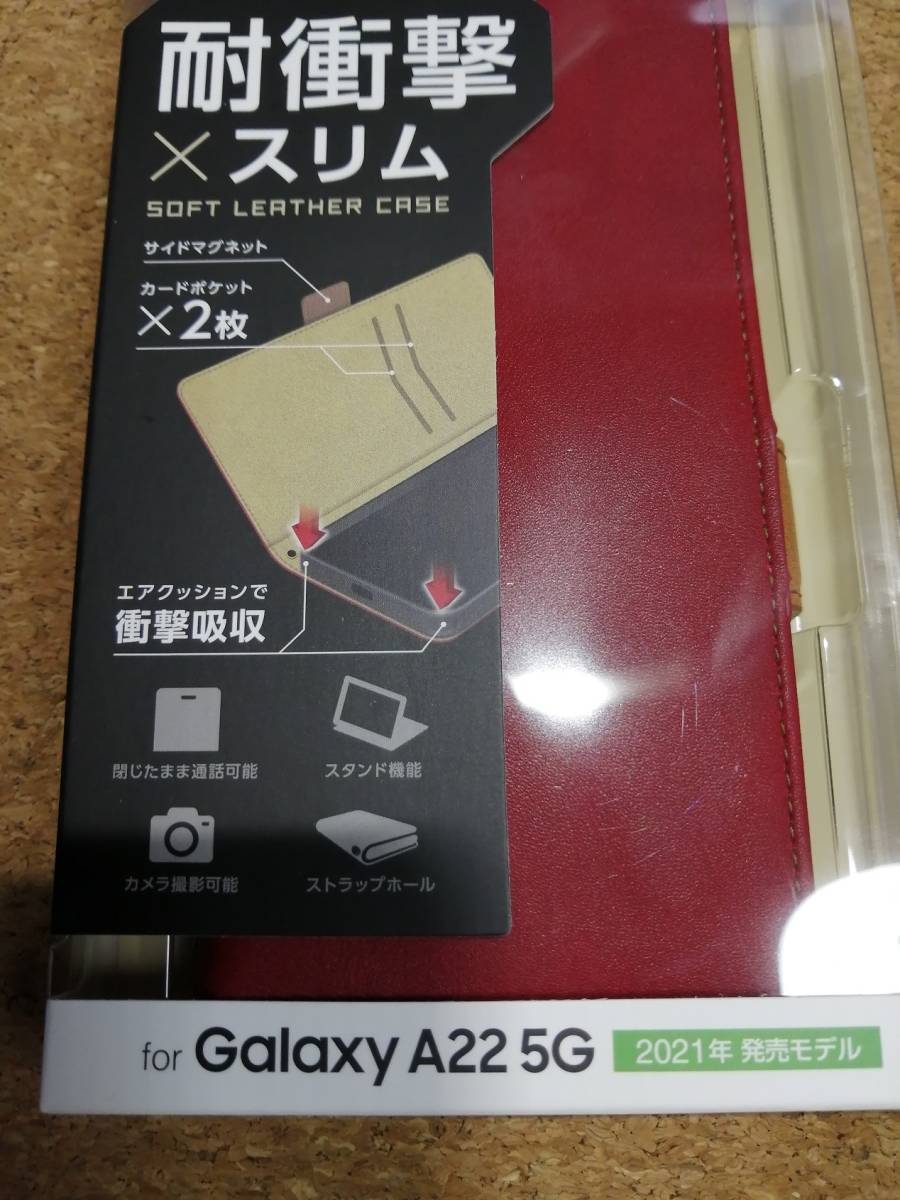 耐衝撃
×スリム
SOFT LEATHER CASE
サイドマグネット
カードポケット
×2枚
エアクッションで
衝撃吸収
閉じたまま通話可能
スタンド機能
カメラ撮影可能
ストラップホール
for Galaxy A22 5G
2021年 発売モデル